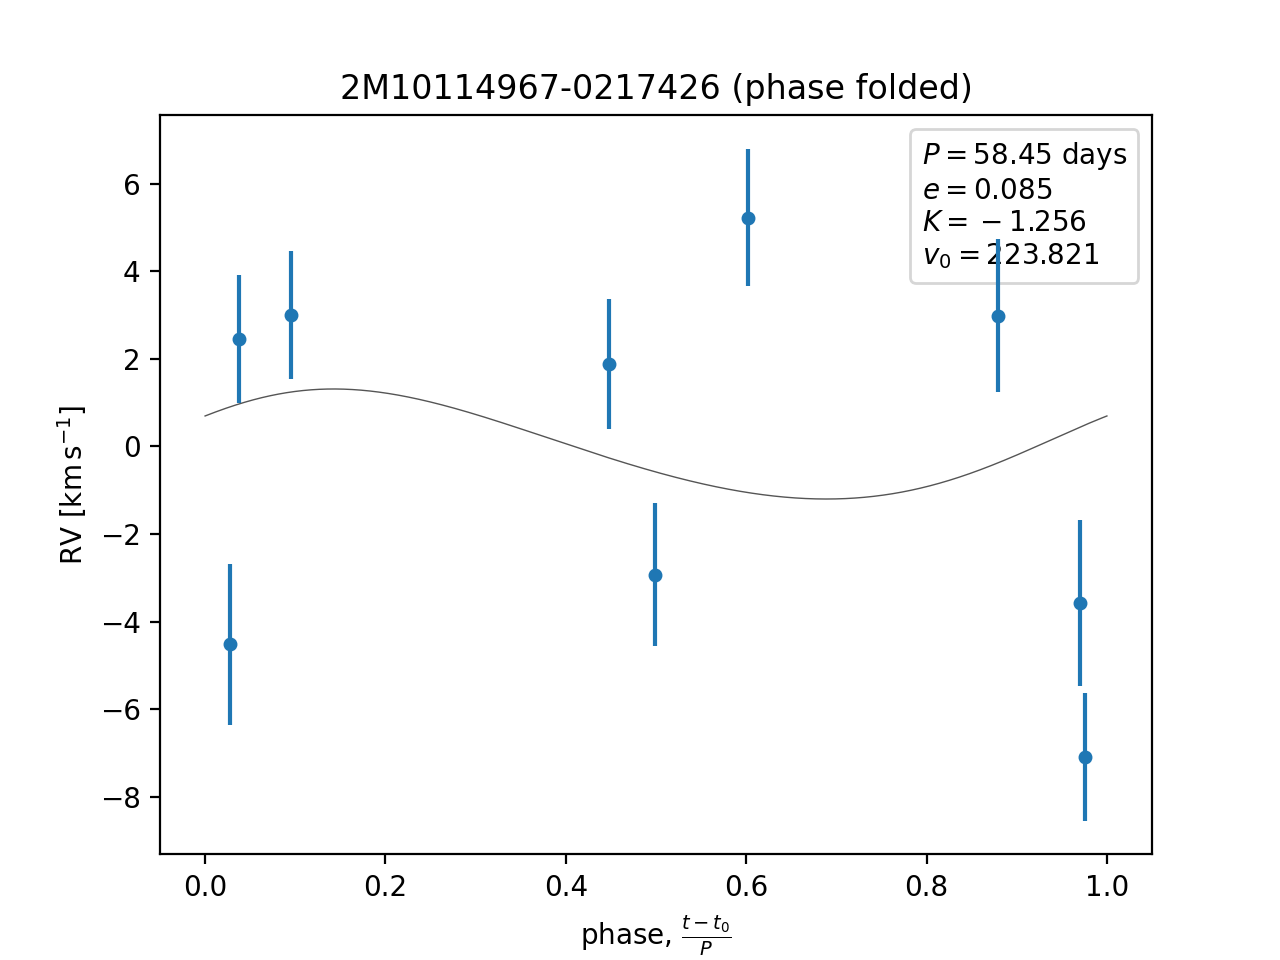 2M10114967-0217426 (phase folded)
P = 58.45 days
e = 0.085
K = −1.256
v₀ = 223.821
6
4
2
0
−2
−4
−6
−8
RV [km s⁻¹]
0.0 0.2 0.4 0.6 0.8 1.0
phase, (t − t₀)/P